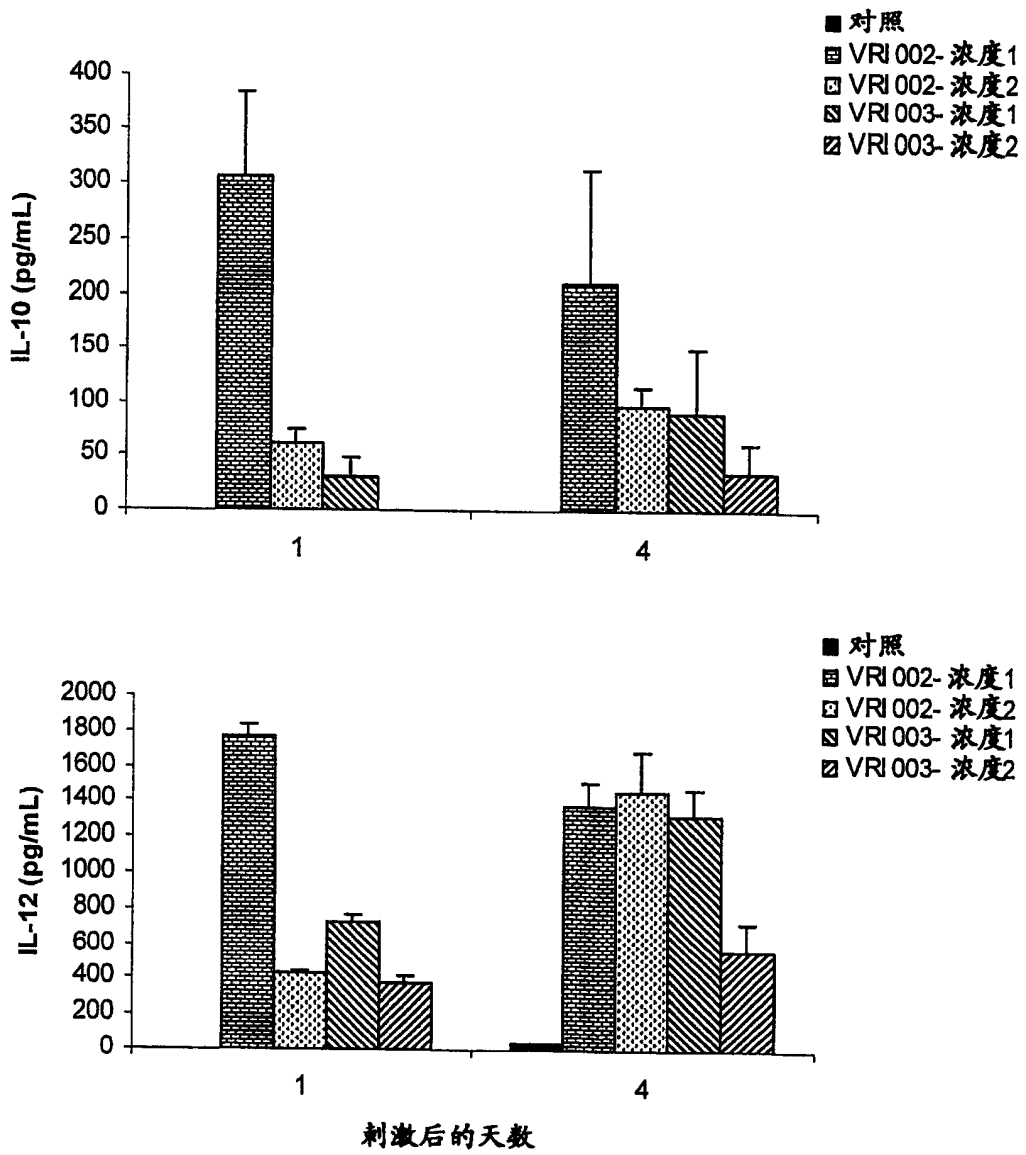 对照
VRI 002- 浓度1
VRI 002- 浓度2
VRI 003- 浓度1
VRI 003- 浓度2
IL-10 (pg/mL)
400
350
300
250
200
150
100
50
0
1 4
对照
VRI 002- 浓度1
VRI 002- 浓度2
VRI 003- 浓度1
VRI 003- 浓度2
IL-12 (pg/mL)
2000
1800
1600
1400
1200
1000
800
600
400
200
0
1 4
刺激后的天数